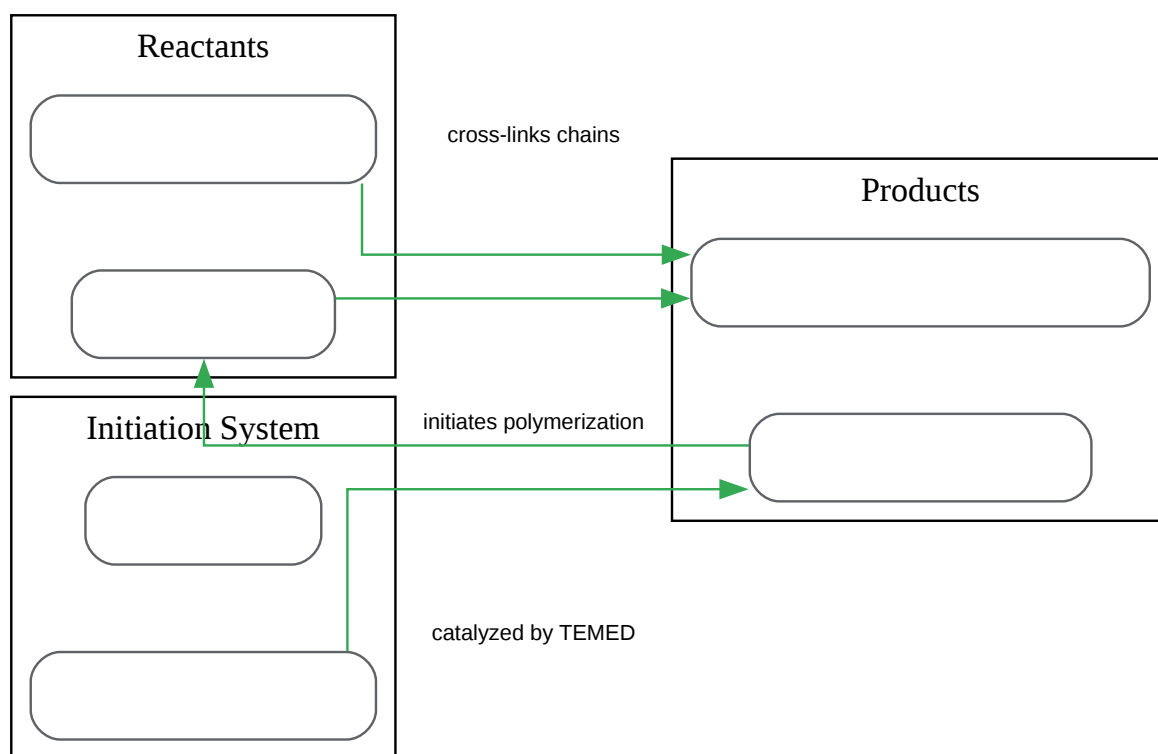 Reactants
cross-links chains
Products
initiates polymerization
Initiation System
catalyzed by TEMED